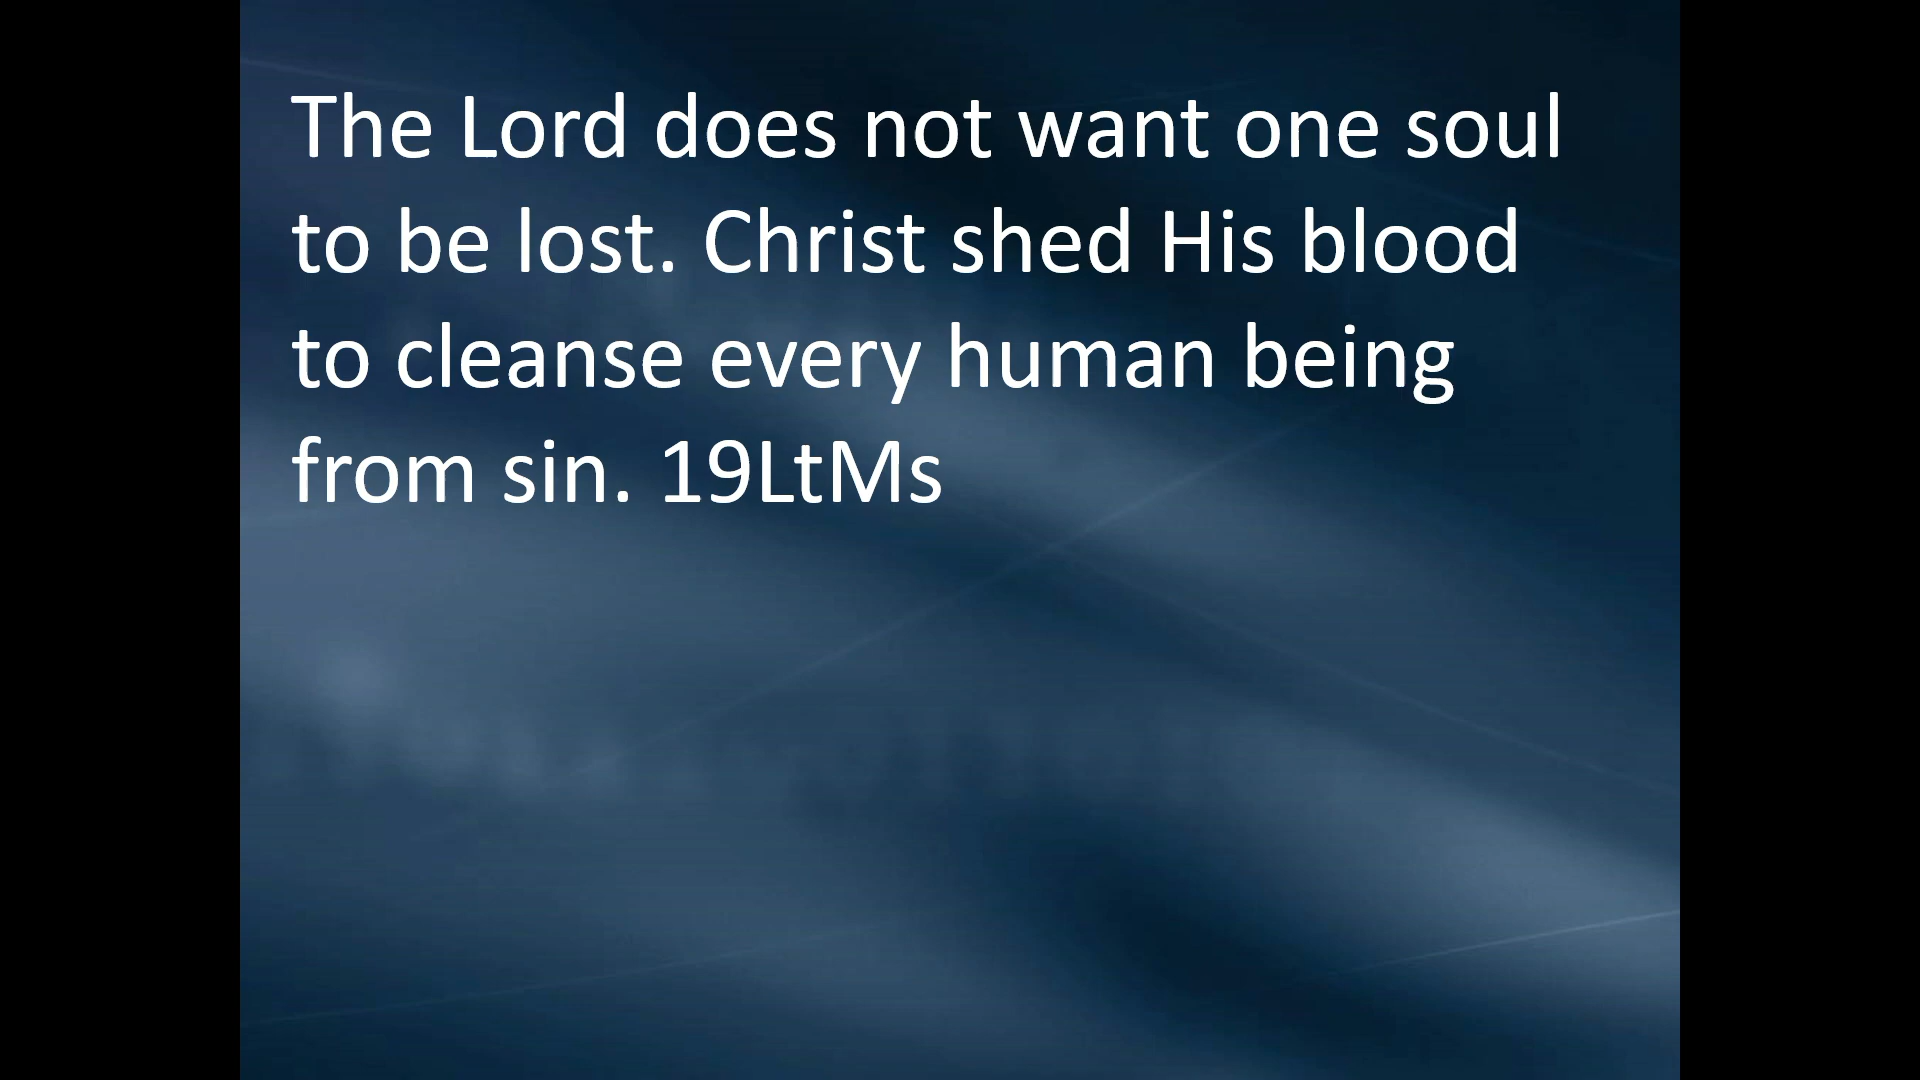 The Lord does not want one soul
to be lost. Christ shed His blood
to cleanse every human being
from sin. 19LtMs